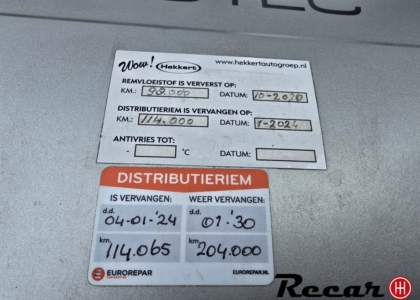 TEC
Wow! Hekkert www.hekkertautogroep.nl
REMVLOEISTOF IS VERVERST OP:
KM.: 98.000 DATUM: 10-2020
DISTRIBUTIERIEM IS VERVANGEN OP:
KM.: 114.000 DATUM: 1-2024
ANTIVRIES TOT:
- °C DATUM:
DISTRIBUTIERIEM
IS VERVANGEN: WEER VERVANGEN:
d.d. 04-01-'24 d.d. 01-'30
km 114.065 km 204.000
EUROREPAR EUROREPAR.NL
Recar